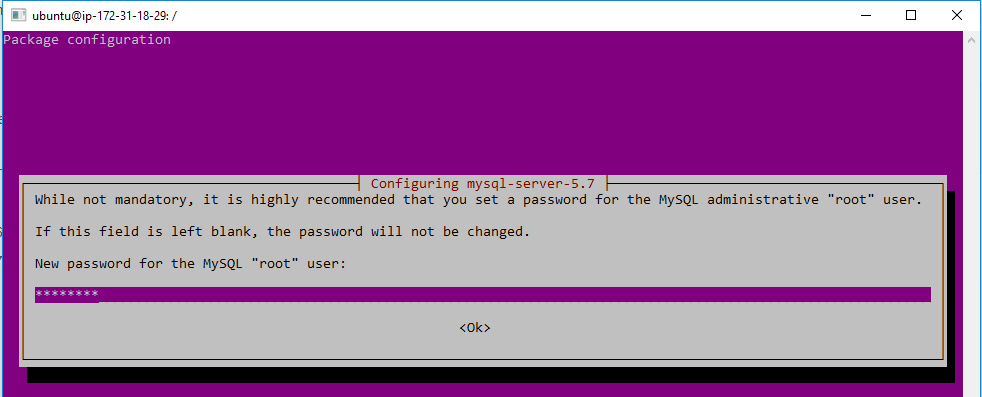 ubuntu@ip-172-31-18-29: /
Package configuration
Configuring mysql-server-5.7
While not mandatory, it is highly recommended that you set a password for the MySQL administrative "root" user.
If this field is left blank, the password will not be changed.
New password for the MySQL "root" user:
********
<Ok>